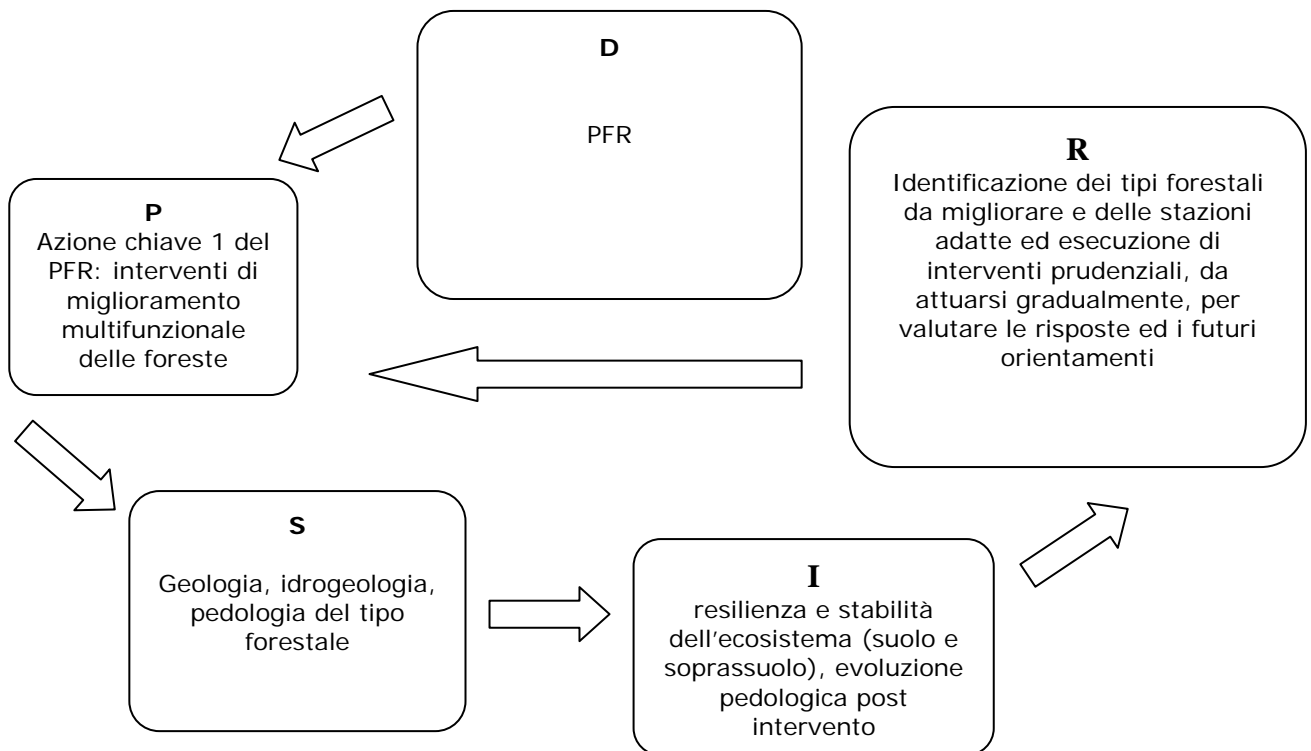 D
PFR
P
Azione chiave 1 del
PFR: interventi di
miglioramento
multifunzionale
delle foreste
S
Geologia, idrogeologia,
pedologia del tipo
forestale
I
resilienza e stabilità
dell’ecosistema (suolo e
soprassuolo), evoluzione
pedologica post
intervento
R
Identificazione dei tipi forestali
da migliorare e delle stazioni
adatte ed esecuzione di
interventi prudenziali, da
attuarsi gradualmente, per
valutare le risposte ed i futuri
orientamenti